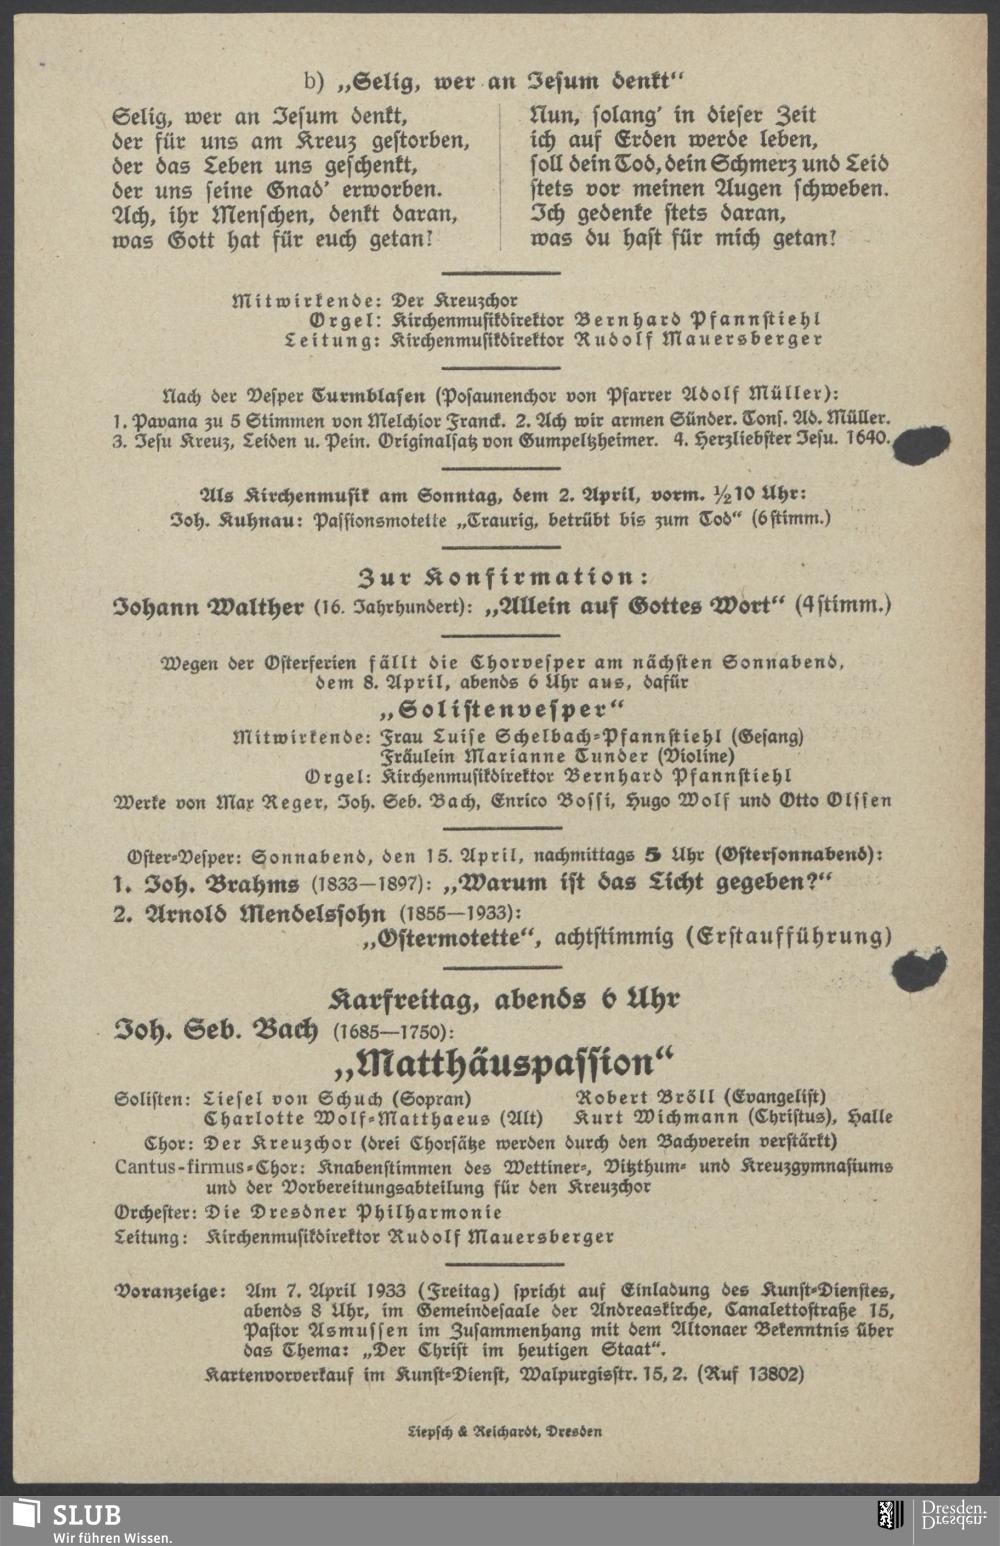 b) „Selig, wer an Jesum denkt“
Selig, wer an Jesum denkt,
der für uns am Kreuz gestorben,
der das Leben uns geschenkt,
der uns seine Gnad’ erworben.
Ach, ihr Menschen, denkt daran,
was Gott hat für euch getan!
Nun, solang’ in dieser Zeit
ich auf Erden werde leben,
soll dein Tod, dein Schmerz und Leid
stets vor meinen Augen schweben.
Ich gedenke stets daran,
was du hast für mich getan!
Mitwirkende: Der Kreuzchor
Orgel: Kirchenmusikdirektor Bernhard Pfannstiehl
Leitung: Kirchenmusikdirektor Rudolf Mauersberger
Nach der Vesper Turmblasen (Posaunenchor von Pfarrer Adolf Müller):
1. Pavana zu 5 Stimmen von Melchior Franck. 2. Ach wir armen Sünder. Tons. Ad. Müller.
3. Jesu Kreuz, Leiden u. Pein. Originalsatz von Gumpeltzheimer. 4. Herzliebster Jesu. 1640.
Als Kirchenmusik am Sonntag, dem 2. April, vorm. ½10 Uhr:
Joh. Kuhnau: Passionsmotette „Traurig, betrübt bis zum Tod“ (6 stimm.)
Zur Konfirmation:
Johann Walther (16. Jahrhundert): „Allein auf Gottes Wort“ (4 stimm.)
Wegen der Osterferien fällt die Chorvesper am nächsten Sonnabend,
dem 8. April, abends 6 Uhr aus, dafür
„Solistenvesper“
Mitwirkende: Frau Luise Schelbach-Pfannstiehl (Gesang)
Fräulein Marianne Tunder (Violine)
Orgel: Kirchenmusikdirektor Bernhard Pfannstiehl
Werke von Max Reger, Joh. Seb. Bach, Enrico Bossi, Hugo Wolf und Otto Olssen
Oster-Vesper: Sonnabend, den 15. April, nachmittags 5 Uhr (Ostersonnabend):
1. Joh. Brahms (1833—1897): „Warum ist das Licht gegeben?“
2. Arnold Mendelssohn (1855—1933):
„Ostermotette“, achtstimmig (Erstaufführung)
Karfreitag, abends 6 Uhr
Joh. Seb. Bach (1685—1750):
„Matthäuspassion“
Solisten: Liesel von Schuch (Sopran) Robert Bröll (Evangelist)
Charlotte Wolf-Matthaeus (Alt) Kurt Wichmann (Christus), Halle
Chor: Der Kreuzchor (drei Chorsätze werden durch den Bachverein verstärkt)
Cantus-firmus-Chor: Knabenstimmen des Wettiner-, Vitzthum- und Kreuzgymnasiums
und der Vorbereitungsabteilung für den Kreuzchor
Orchester: Die Dresdner Philharmonie
Leitung: Kirchenmusikdirektor Rudolf Mauersberger
Voranzeige: Am 7. April 1933 (Freitag) spricht auf Einladung des Kunst-Dienstes,
abends 8 Uhr, im Gemeindesaale der Andreaskirche, Canalettostraße 15,
Pastor Asmussen im Zusammenhang mit dem Altonaer Bekenntnis über
das Thema: „Der Christ im heutigen Staat“.
Kartenvorverkauf im Kunst-Dienst, Walpurgisstr. 15, 2. (Ruf 13802)
Liepsch & Reichardt, Dresden
SLUB
Wir führen Wissen.
Dresden.